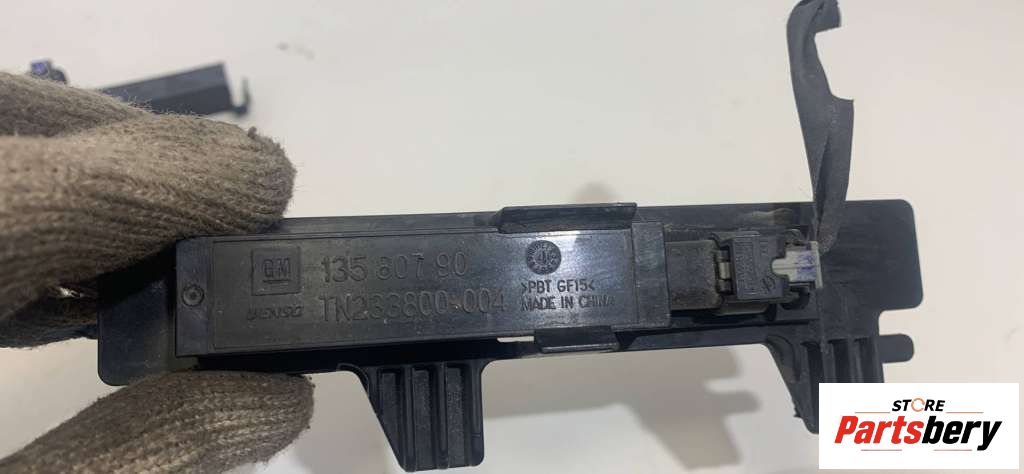 GM
135 807 90
DENSO
TN233800-004
>PBT GF15<
MADE IN CHINA
STORE
Partsbery